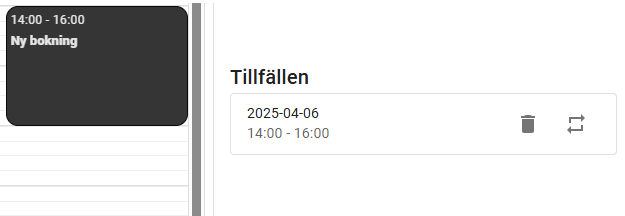 14:00 - 16:00
Ny bokning
Tillfällen
2025-04-06
14:00 - 16:00